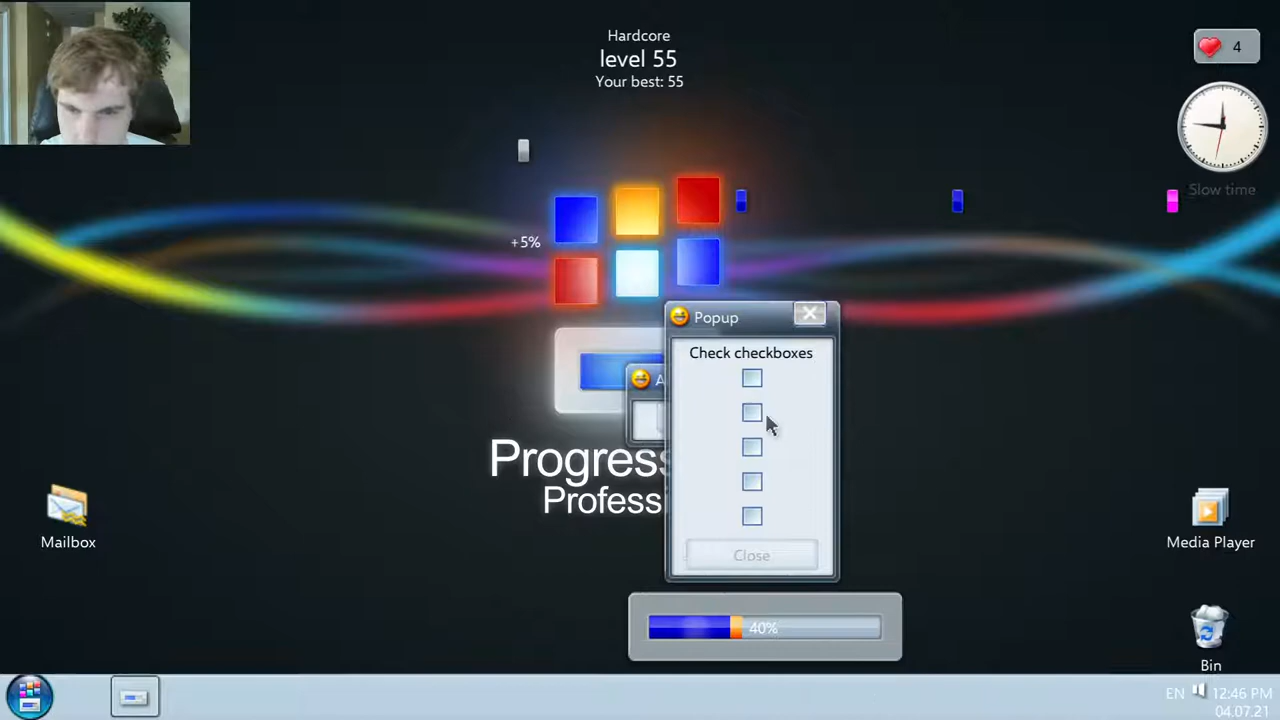 Hardcore
level 55
Your best: 55
4
Slow time
+5%
Popup
Check checkboxes
A
Progress
Profess
Close
Mailbox
Media Player
40%
Bin
EN 12:46 PM
04.07.21